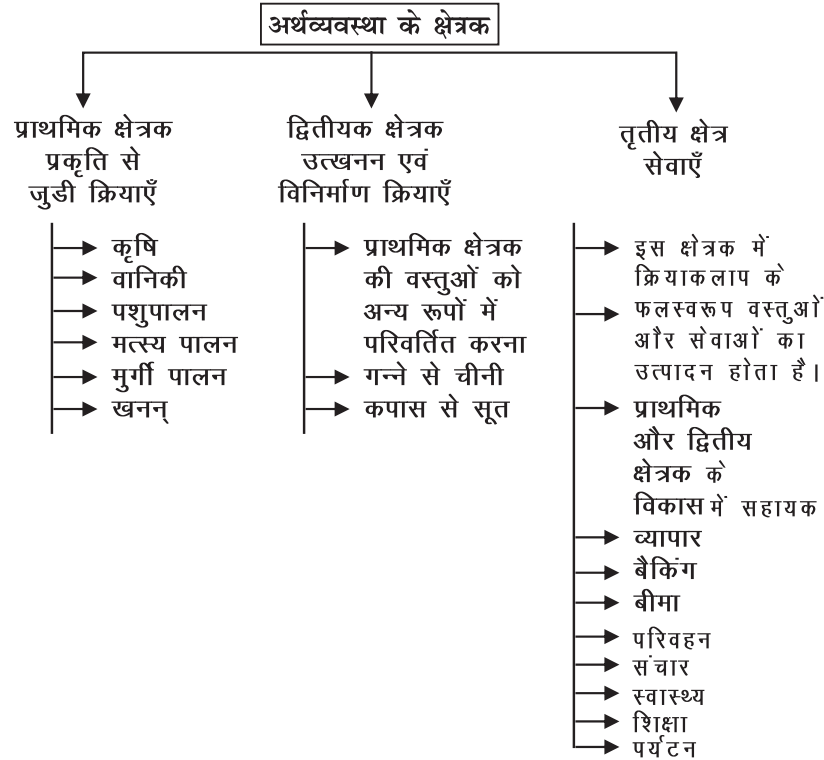 अर्थव्यवस्था के क्षेत्रक
प्राथमिक क्षेत्रक
प्रकृति से
जुडी क्रियाएँ
कृषि
वानिकी
पशुपालन
मत्स्य पालन
मुर्गी पालन
खनन्
द्वितीयक क्षेत्रक
उत्खनन एवं
विनिर्माण क्रियाएँ
प्राथमिक क्षेत्रक
की वस्तुओं को
अन्य रूपों में
परिवर्तित करना
गन्ने से चीनी
कपास से सूत
तृतीय क्षेत्र
सेवाएँ
इस क्षेत्रक में
क्रियाकलाप के
फलस्वरूप वस्तुओं
और सेवाओं का
उत्पादन होता है।
प्राथमिक
और द्वितीय
क्षेत्रक के
विकास में सहायक
व्यापार
बैकिंग
बीमा
परिवहन
संचार
स्वास्थ्य
शिक्षा
पर्यटन